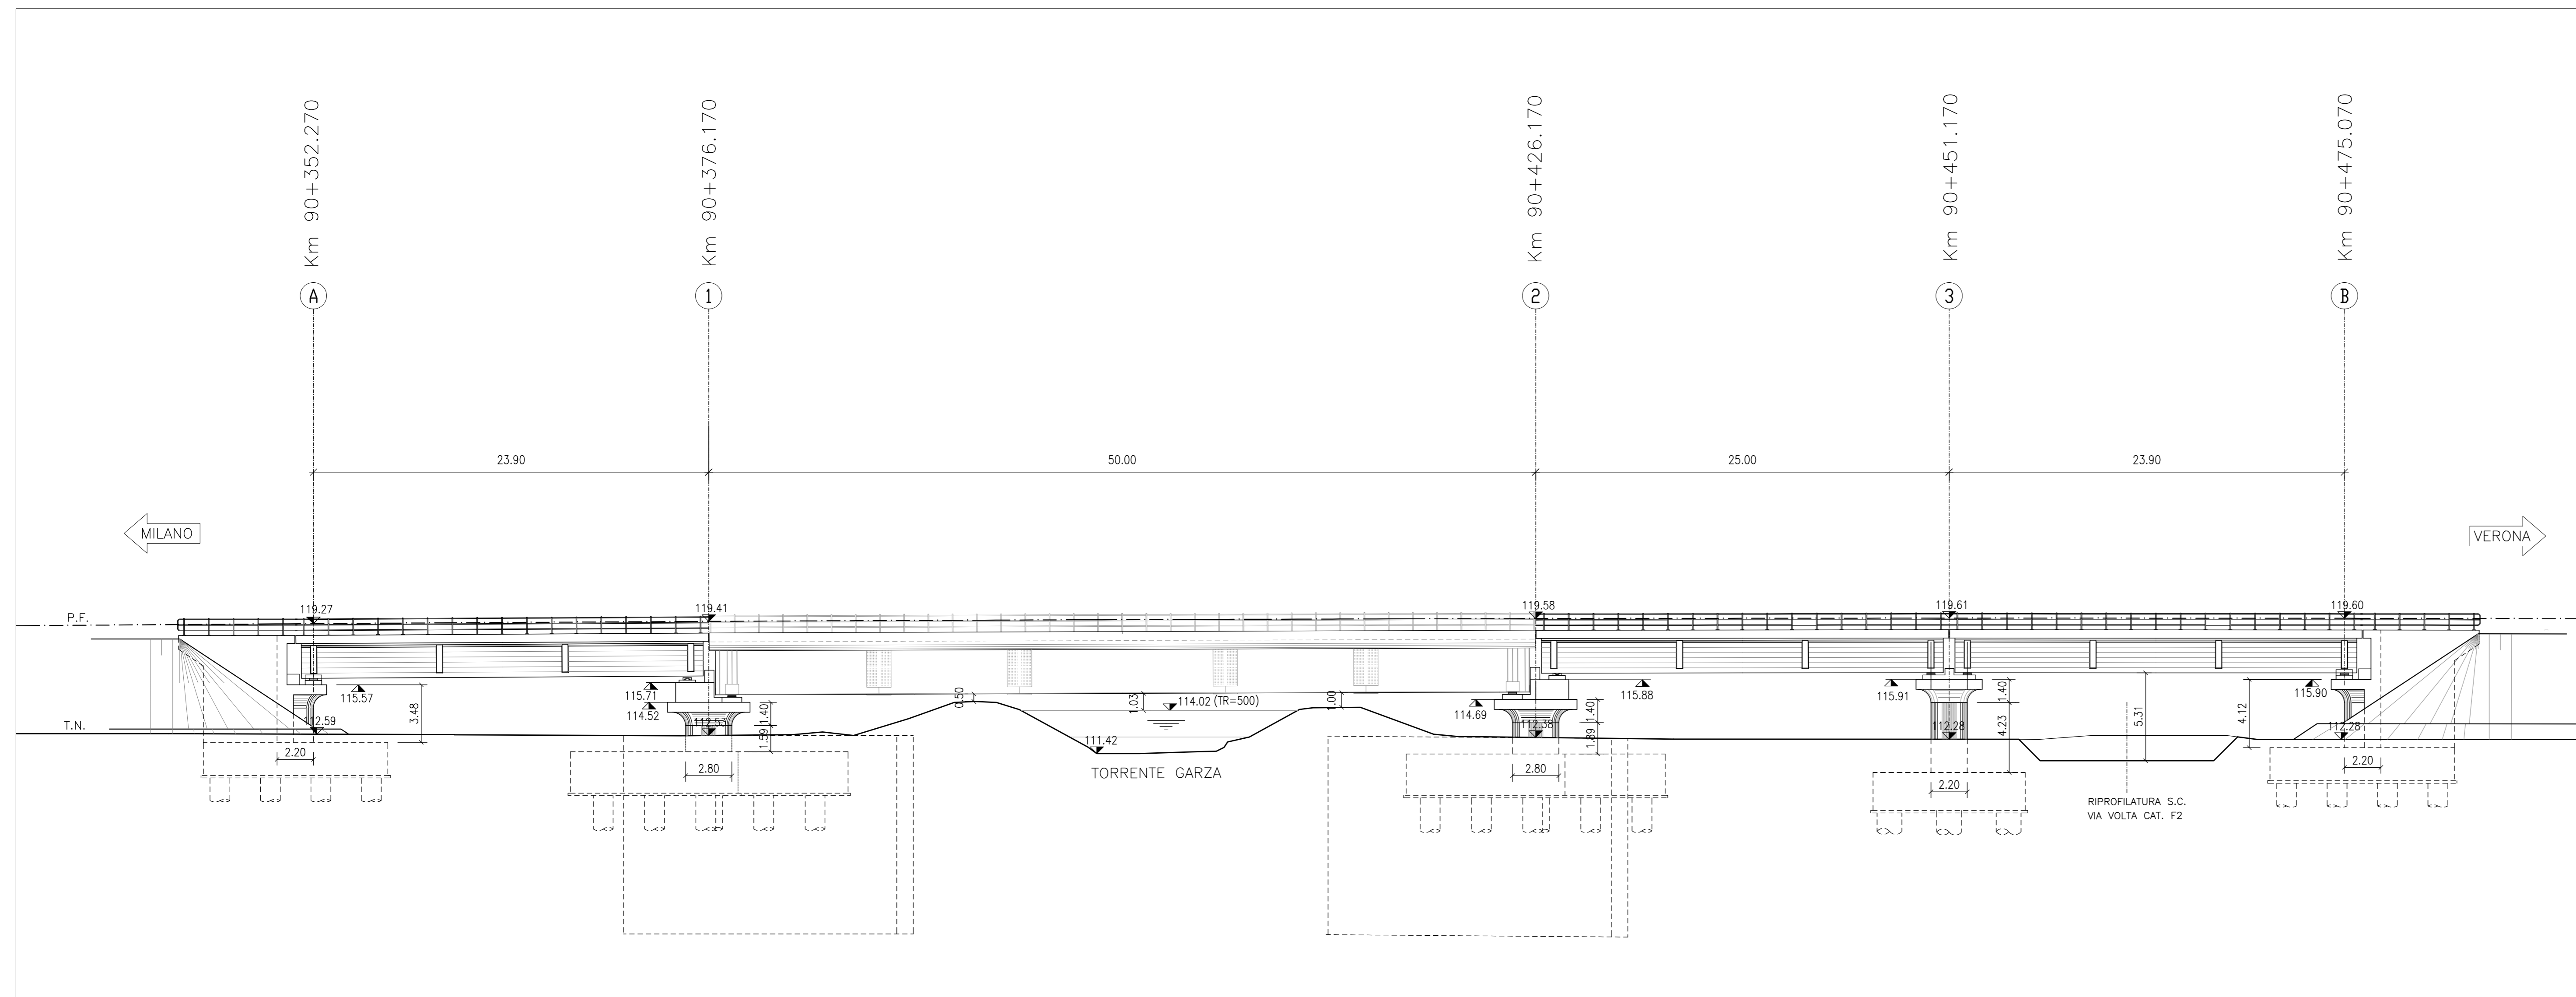 Km 90+352.270
Km 90+376.170
Km 90+426.170
Km 90+451.170
Km 90+475.070
A
1
2
3
B
23.90
50.00
25.00
23.90
MILANO
VERONA
P.F.
119.27
119.41
119.58
119.61
119.60
115.57
3.48
115.71
114.52
1.40
1.59
0.50
1.03
114.02 (TR=500)
1.00
114.69
1.40
1.89
115.88
115.91
1.40
4.23
5.31
4.12
115.90
T.N.
112.59
112.53
111.42
112.38
112.28
112.28
2.20
2.80
TORRENTE GARZA
2.80
2.20
2.20
RIPROFILATURA S.C.
VIA VOLTA CAT. F2